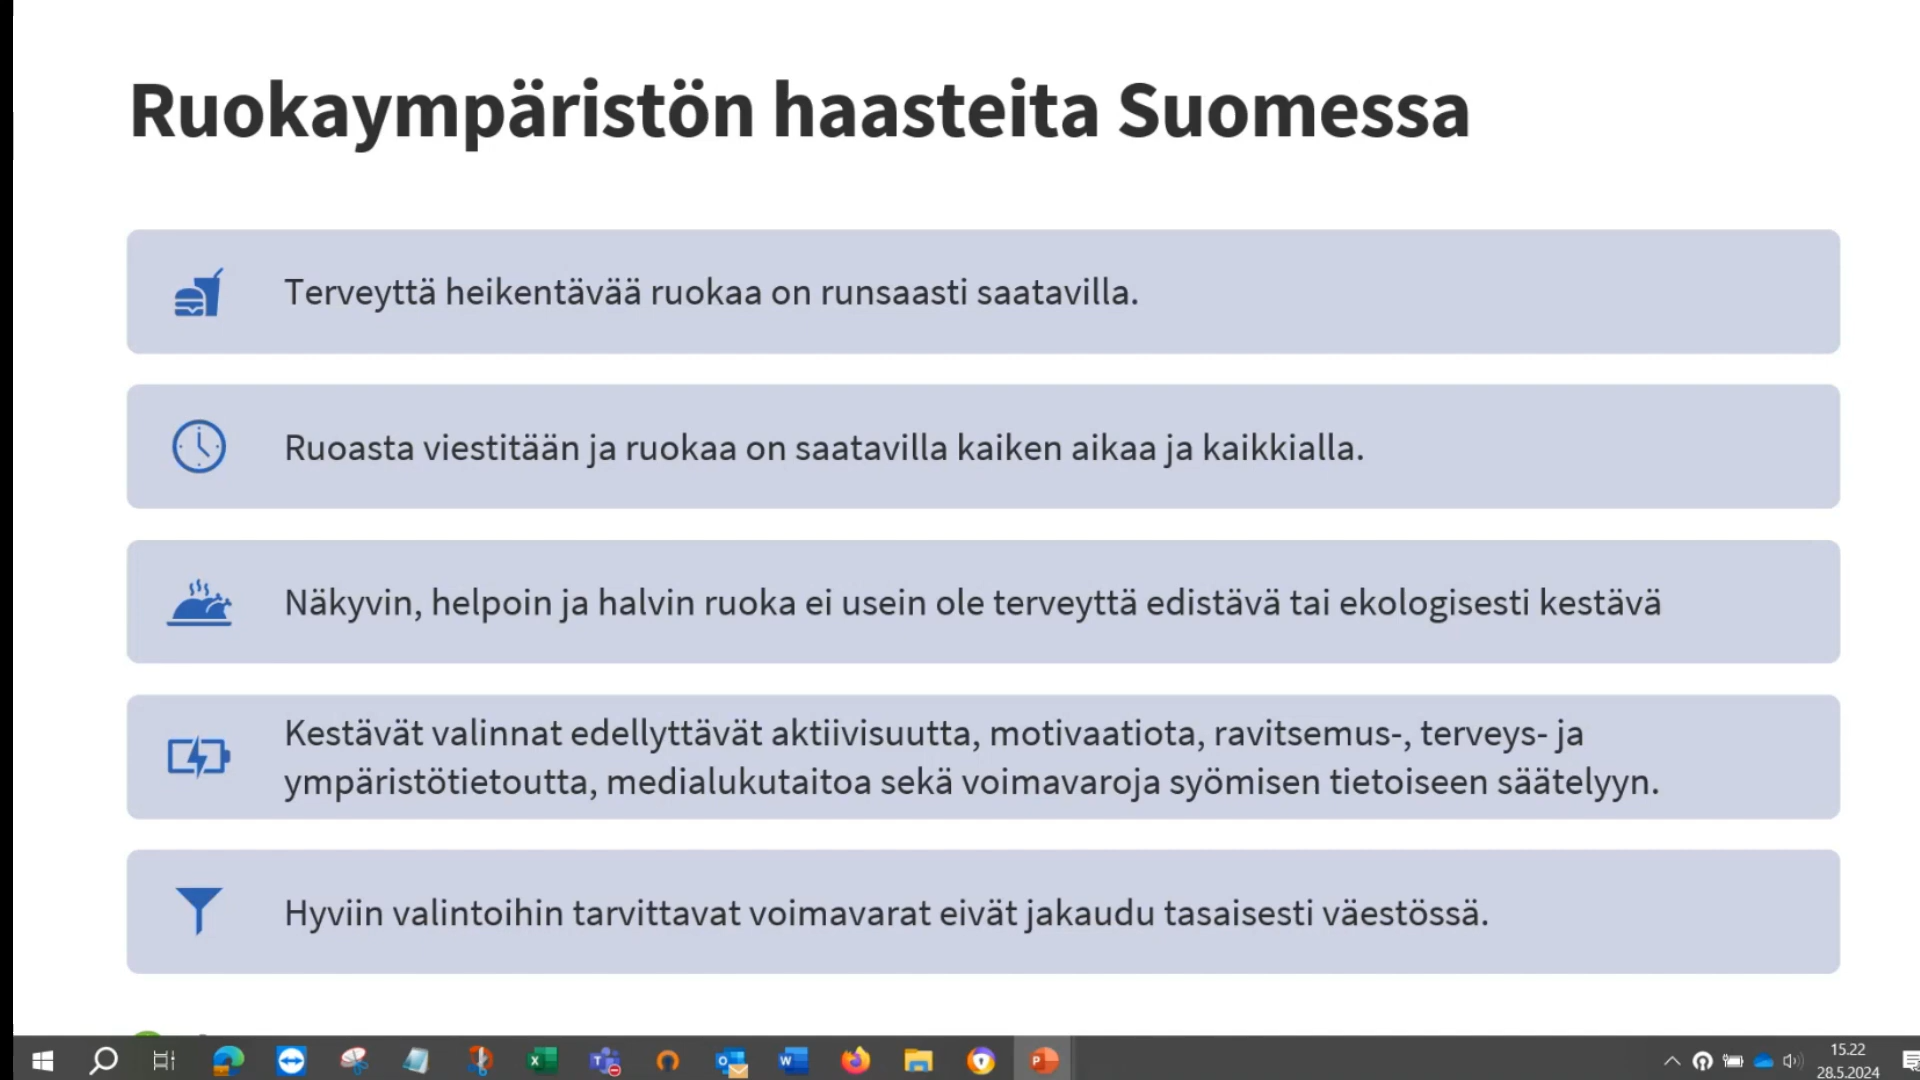 Ruokaympäristön haasteita Suomessa
Terveyttä heikentävää ruokaa on runsaasti saatavilla.
Ruoasta viestitään ja ruokaa on saatavilla kaiken aikaa ja kaikkialla.
Näkyvin, helpoin ja halvin ruoka ei usein ole terveyttä edistävä tai ekologisesti kestävä
Kestävät valinnat edellyttävät aktiivisuutta, motivaatiota, ravitsemus-, terveys- ja
ympäristötietoutta, medialukutaitoa sekä voimavaroja syömisen tietoiseen säätelyyn.
Hyviin valintoihin tarvittavat voimavarat eivät jakaudu tasaisesti väestössä.
15.22
28.5.2024